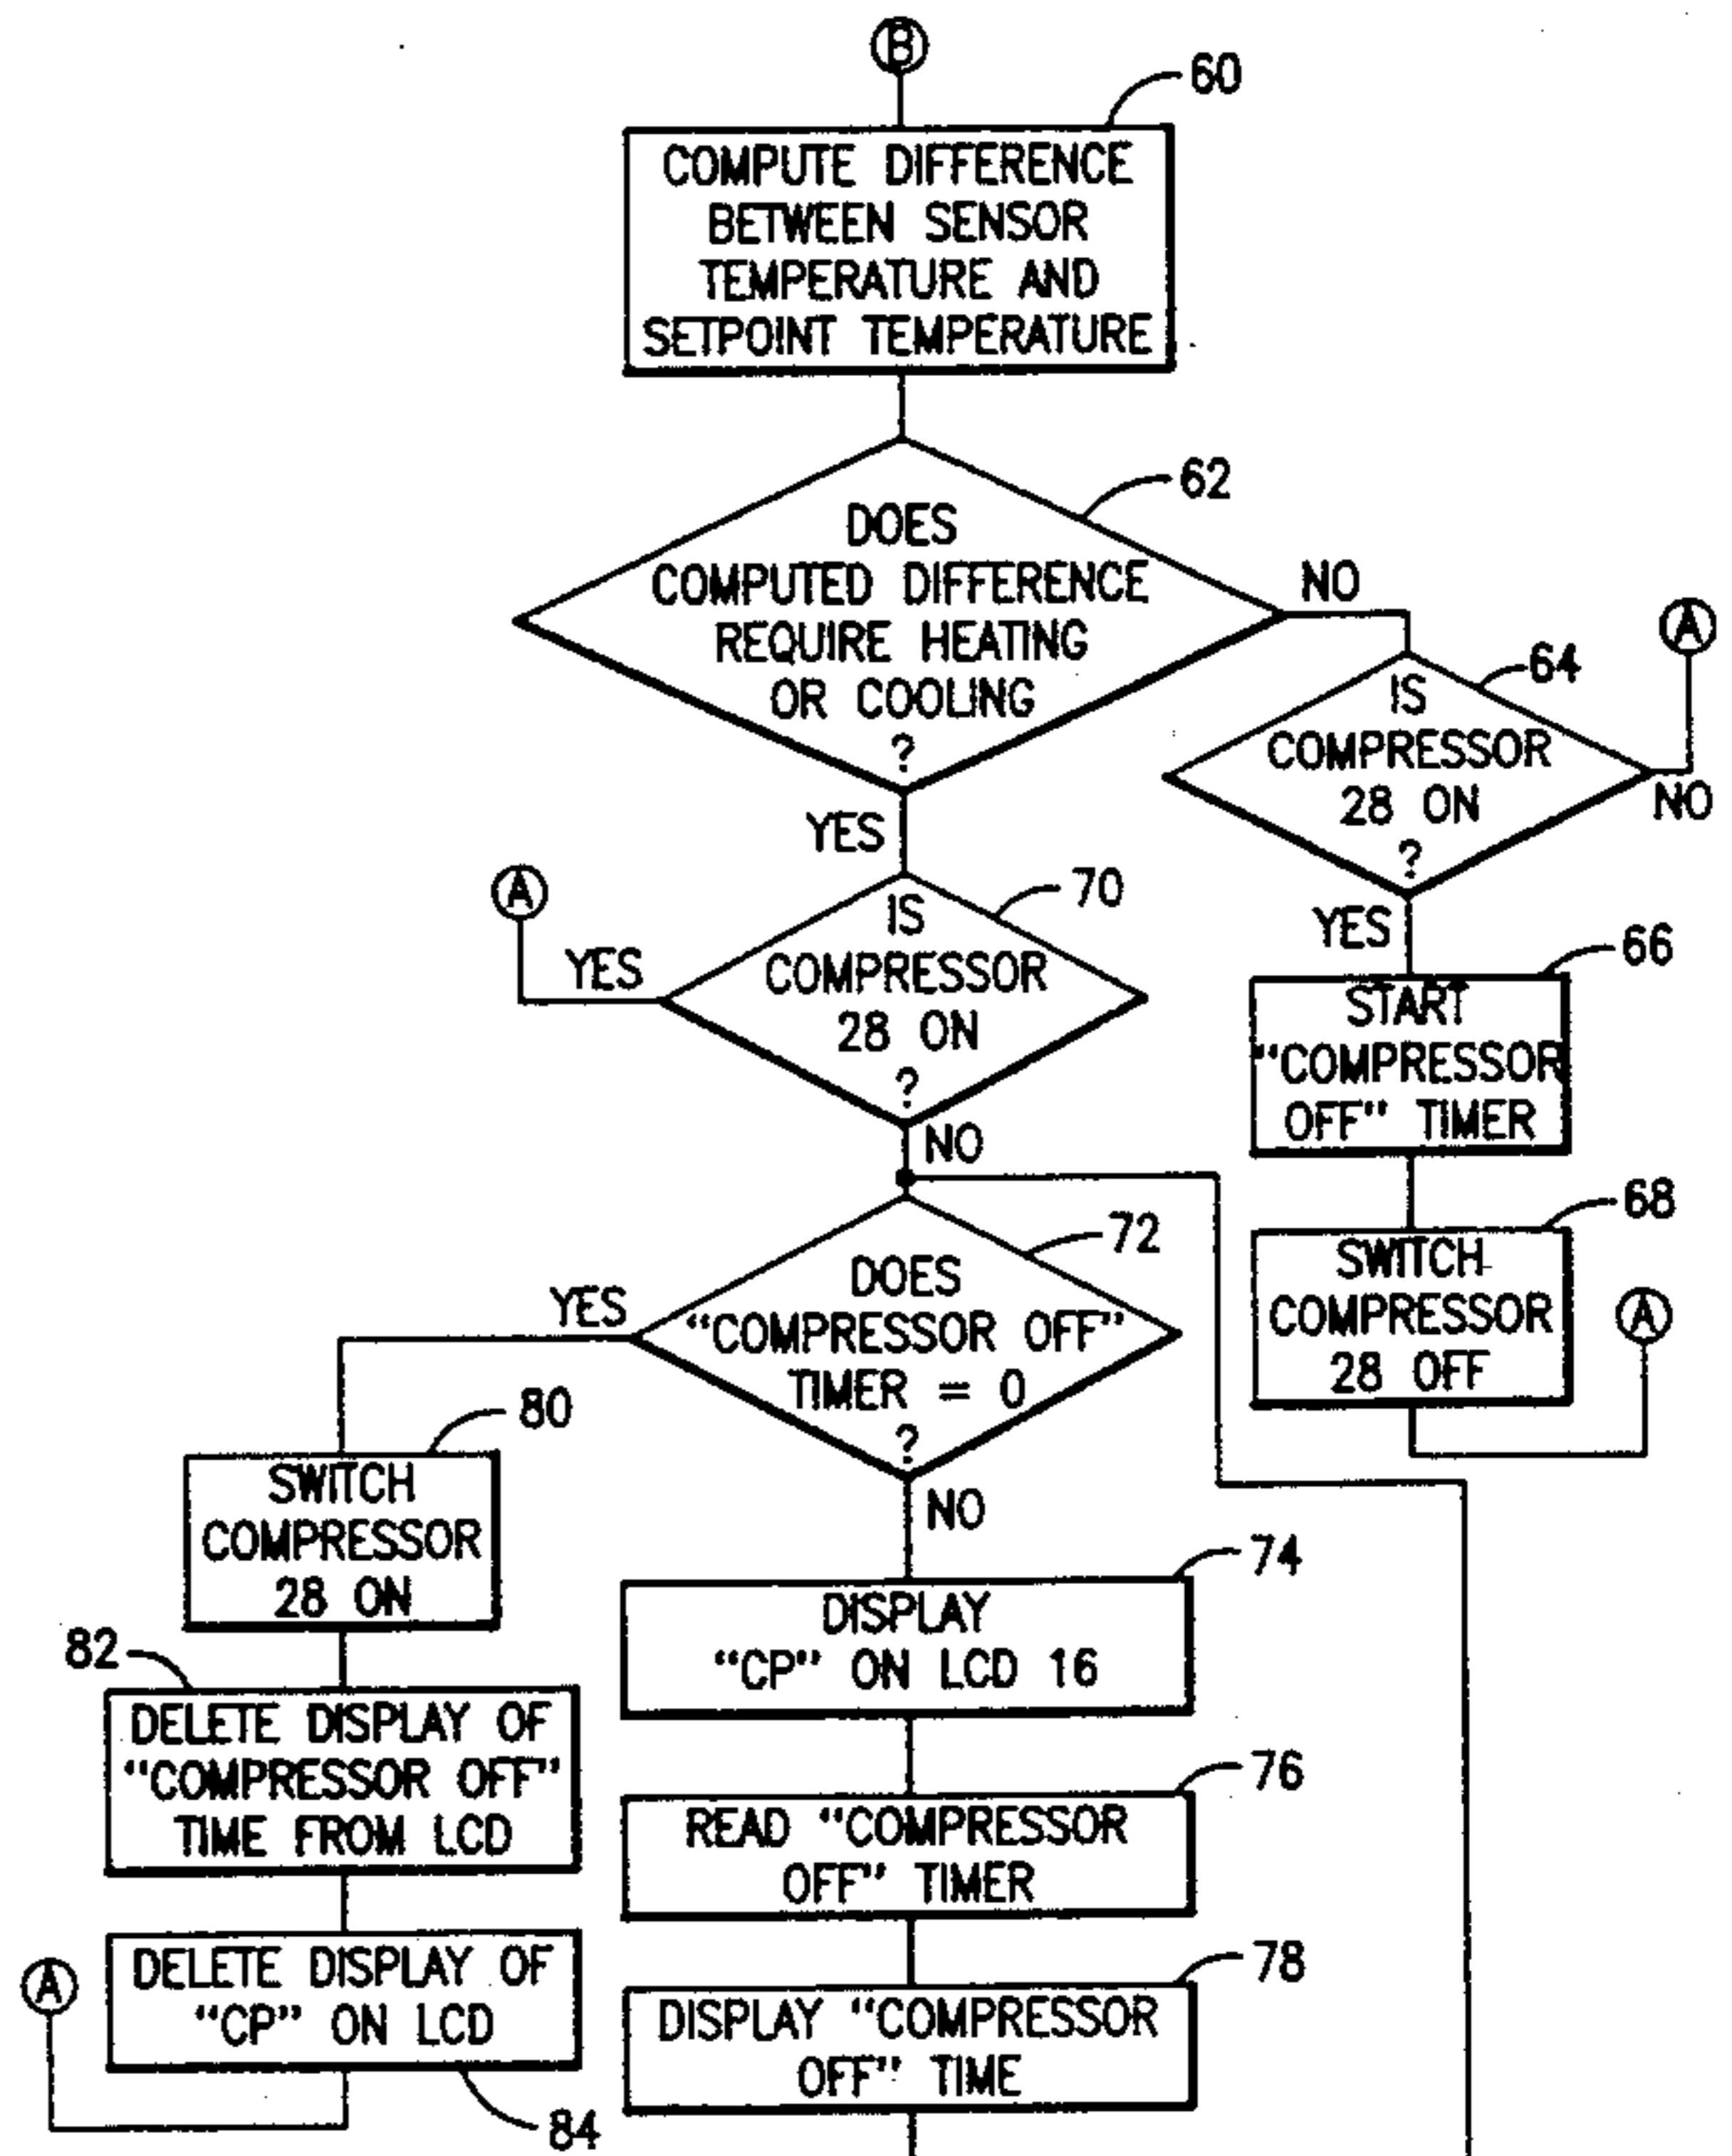 B
60
COMPUTE DIFFERENCE
BETWEEN SENSOR
TEMPERATURE AND
SETPOINT TEMPERATURE
62
DOES
COMPUTED DIFFERENCE
REQUIRE HEATING
OR COOLING
?
NO
YES
A
64
IS
COMPRESSOR
28 ON
?
NO
YES
A
70
IS
COMPRESSOR
28 ON
?
YES
NO
66
START
"COMPRESSOR
OFF" TIMER
68
SWITCH
COMPRESSOR
28 OFF
A
72
DOES
"COMPRESSOR OFF"
TIMER = 0
?
YES
NO
80
SWITCH
COMPRESSOR
28 ON
74
DISPLAY
"CP" ON LCD 16
82
DELETE DISPLAY OF
"COMPRESSOR OFF"
TIME FROM LCD
76
READ "COMPRESSOR
OFF" TIMER
A
DELETE DISPLAY OF
"CP" ON LCD
84
78
DISPLAY "COMPRESSOR
OFF" TIME